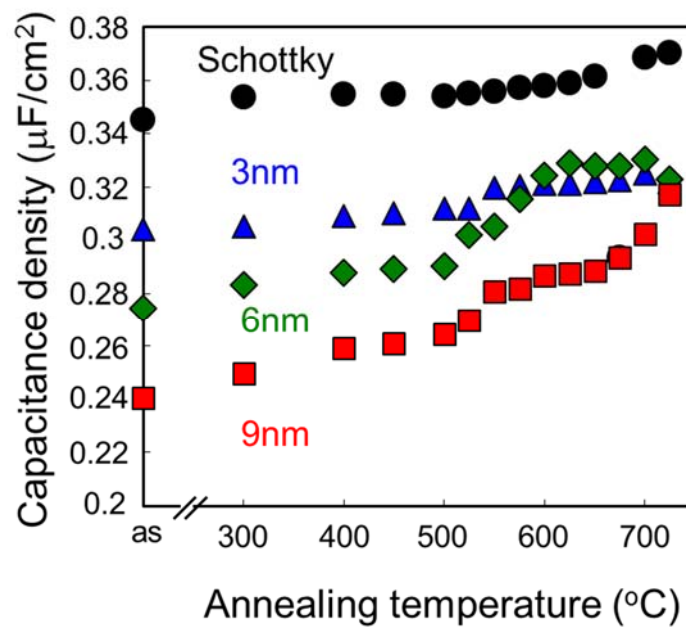 Capacitance density (μF/cm²)
0.38
0.36
0.34
0.32
0.3
0.28
0.26
0.24
0.22
0.2
Schottky
3nm
6nm
9nm
as 300 400 500 600 700
Annealing temperature (°C)